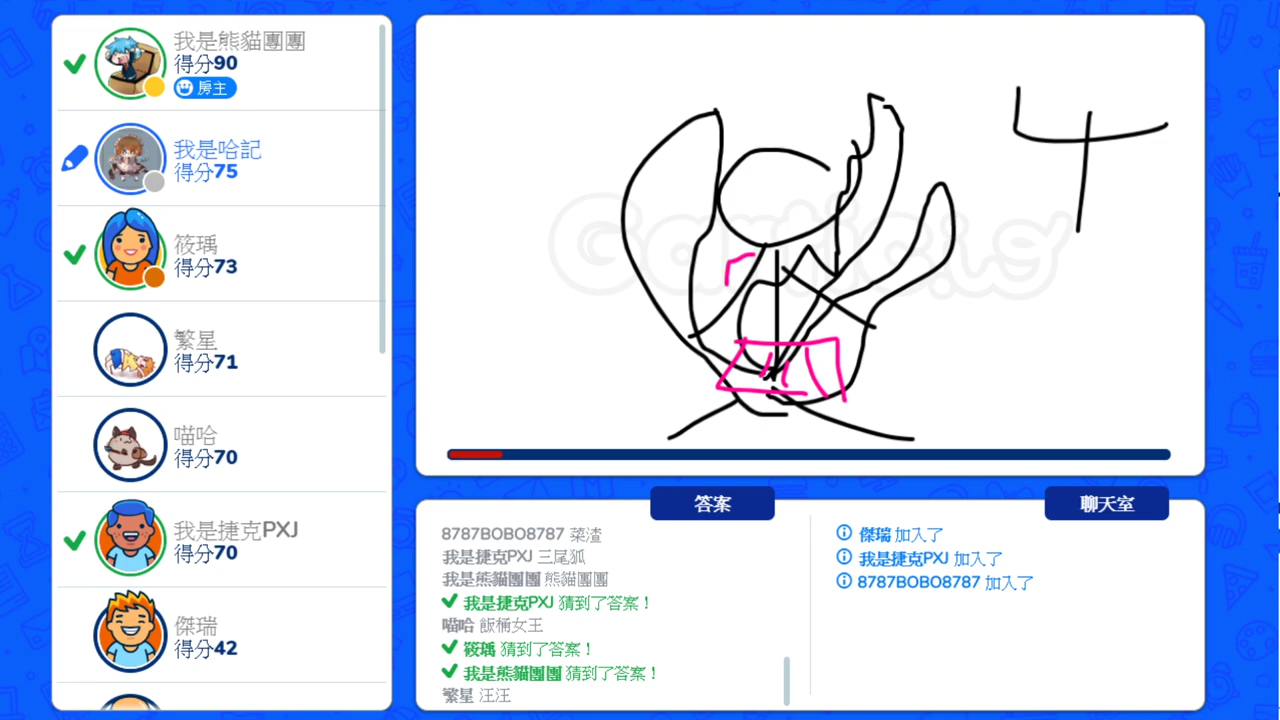 我是熊貓團團
得分90
房主
我是哈記
得分75
筱瑀
得分73
繁星
得分71
喵哈
得分70
我是捷克PXJ
得分70
傑瑞
得分42
Gartic.io
4
答案
8787BOBO8787 菜渣
我是捷克PXJ 三尾狐
我是熊貓團團 熊貓團團
我是捷克PXJ 猜到了答案！
喵哈 飯桶女王
筱瑀 猜到了答案！
我是熊貓團團 猜到了答案！
繁星 汪汪
聊天室
傑瑞 加入了
我是捷克PXJ 加入了
8787BOBO8787 加入了